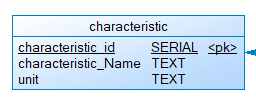 characteristic
characteristic_id SERIAL <pk>
characteristic_Name TEXT
unit TEXT